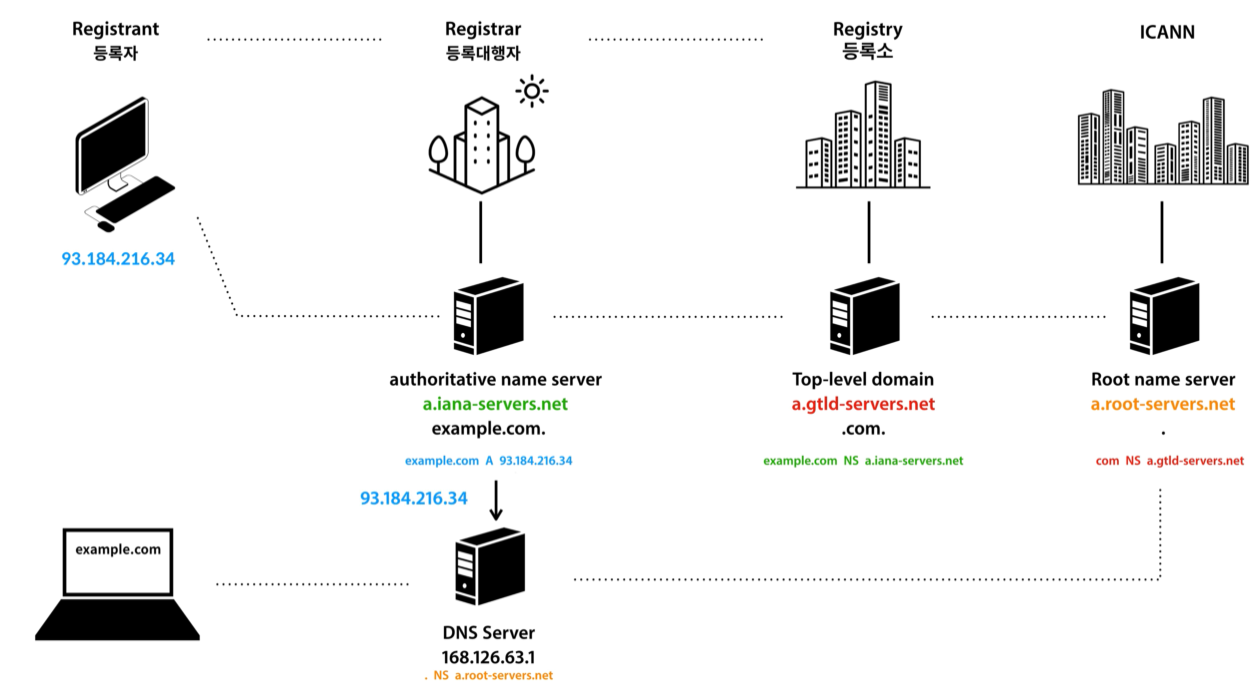 Registrant
등록자
Registrar
등록대행자
Registry
등록소
ICANN
93.184.216.34
authoritative name server
a.iana-servers.net
example.com.
example.com A 93.184.216.34
Top-level domain
a.gtld-servers.net
.com.
example.com NS a.iana-servers.net
Root name server
a.root-servers.net
.
com NS a.gtld-servers.net
93.184.216.34
example.com
DNS Server
168.126.63.1
. NS a.root-servers.net